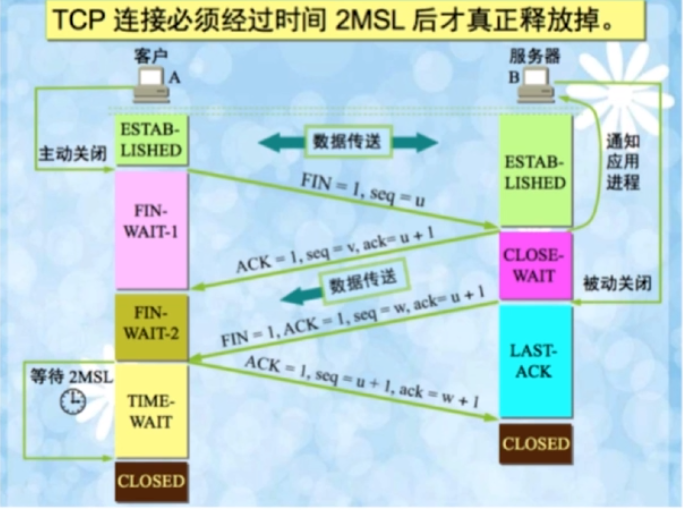 TCP 连接必须经过时间 2MSL 后才真正释放掉。
客户
A
服务器
B
ESTAB-
LISHED
数据传送
主动关闭
ESTAB-
LISHED
通知
应用
进程
FIN = 1, seq = u
FIN-
WAIT-1
ACK = 1, seq = v, ack= u + 1
CLOSE-
WAIT
数据传送
被动关闭
FIN-
WAIT-2
FIN = 1, ACK = 1, seq = w, ack= u + 1
LAST-
ACK
等待 2MSL
ACK = 1, seq = u + 1, ack = w + 1
TIME-
WAIT
CLOSED
CLOSED